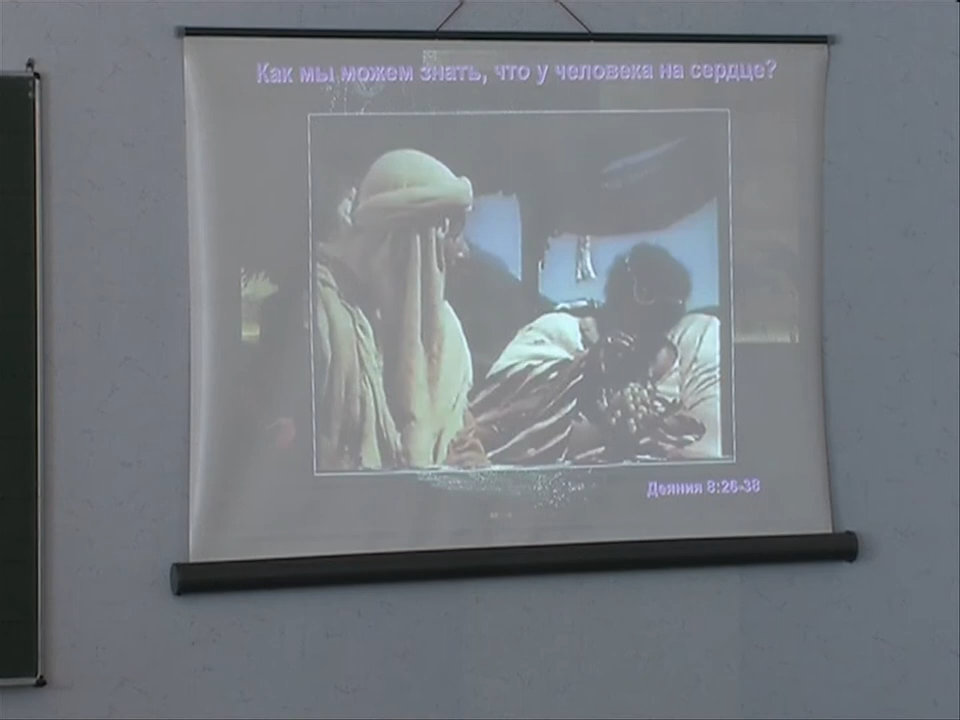 Как мы можем знать, что у человека на сердце?
Деяния 8:26-38